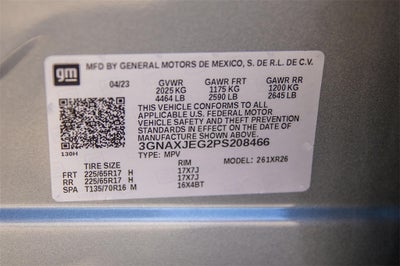 gm MFD BY GENERAL MOTORS DE MEXICO, S. DE R.L. DE C.V.
04/23 GVWR GAWR FRT GAWR RR
2025 KG 1175 KG 1200 KG
4464 LB 2590 LB 2645 LB
THIS VEHICLE CONFORMS TO ALL
APPLICABLE U.S. FEDERAL MOTOR
VEHICLE SAFETY AND THEFT PREVENTION
STANDARDS IN EFFECT ON THE DATE OF
MANUFACTURE SHOWN ABOVE.
3GNAXJEG2PS208466
130H TYPE: MPV MODEL: 261XR26
TIRE SIZE RIM
FRT 225/65R17 H 17X7J
RR 225/65R17 H 17X7J
SPA T135/70R16 M 16X4BT